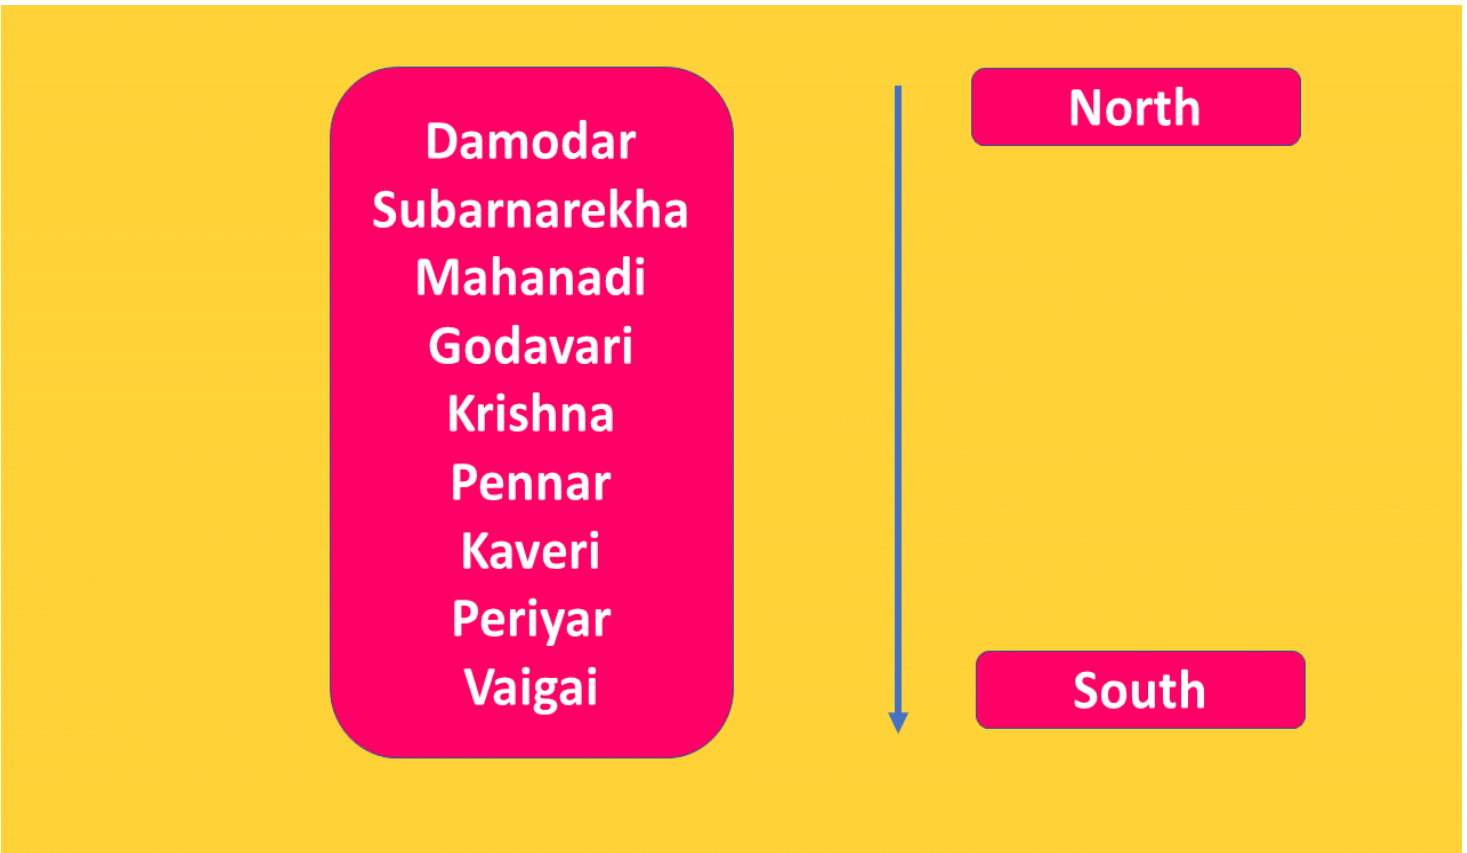 Damodar
Subarnarekha
Mahanadi
Godavari
Krishna
Pennar
Kaveri
Periyar
Vaigai
North
South